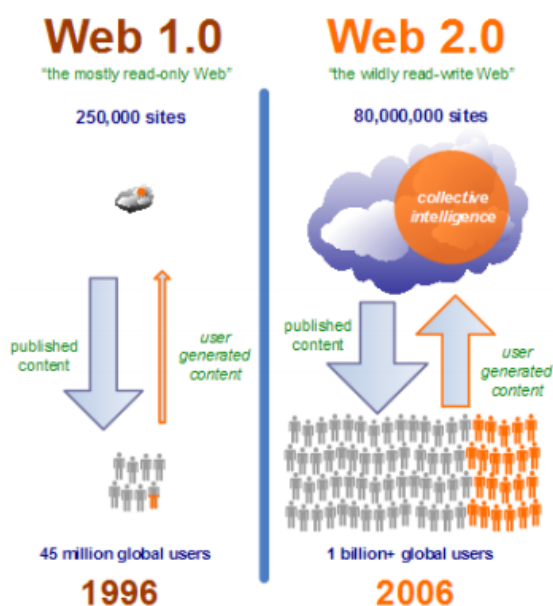 Web 1.0
"the mostly read-only Web"
250,000 sites
published
content
user
generated
content
45 million global users
1996
Web 2.0
"the wildly read-write Web"
80,000,000 sites
collective
intelligence
published
content
user
generated
content
1 billion+ global users
2006